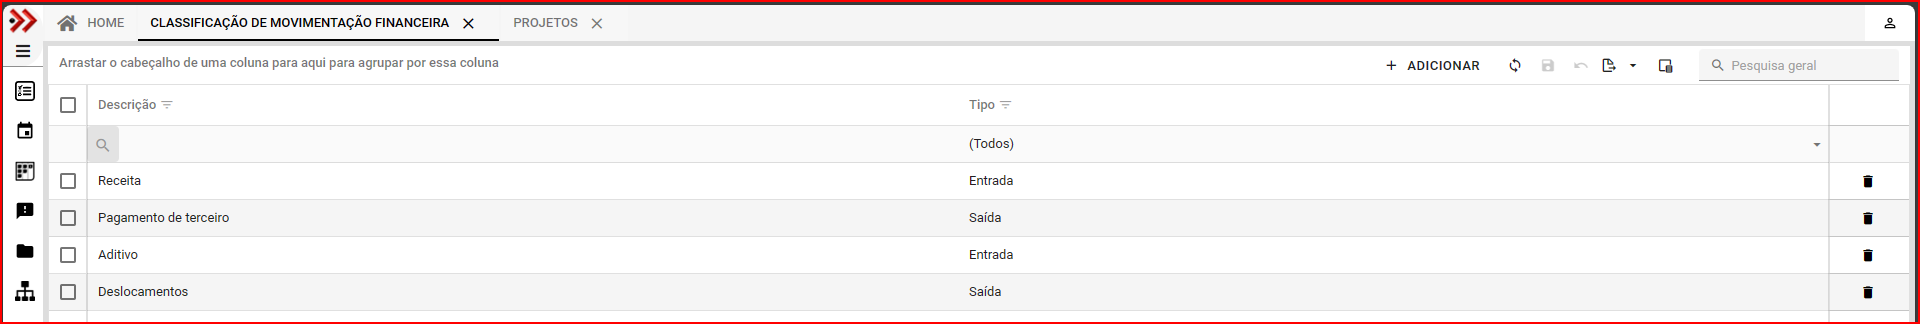 HOME CLASSIFICAÇÃO DE MOVIMENTAÇÃO FINANCEIRA PROJETOS
Arrastar o cabeçalho de uma coluna para aqui para agrupar por essa coluna ADICIONAR Pesquisa geral
Descrição Tipo
(Todos)
Receita Entrada
Pagamento de terceiro Saída
Aditivo Entrada
Deslocamentos Saída